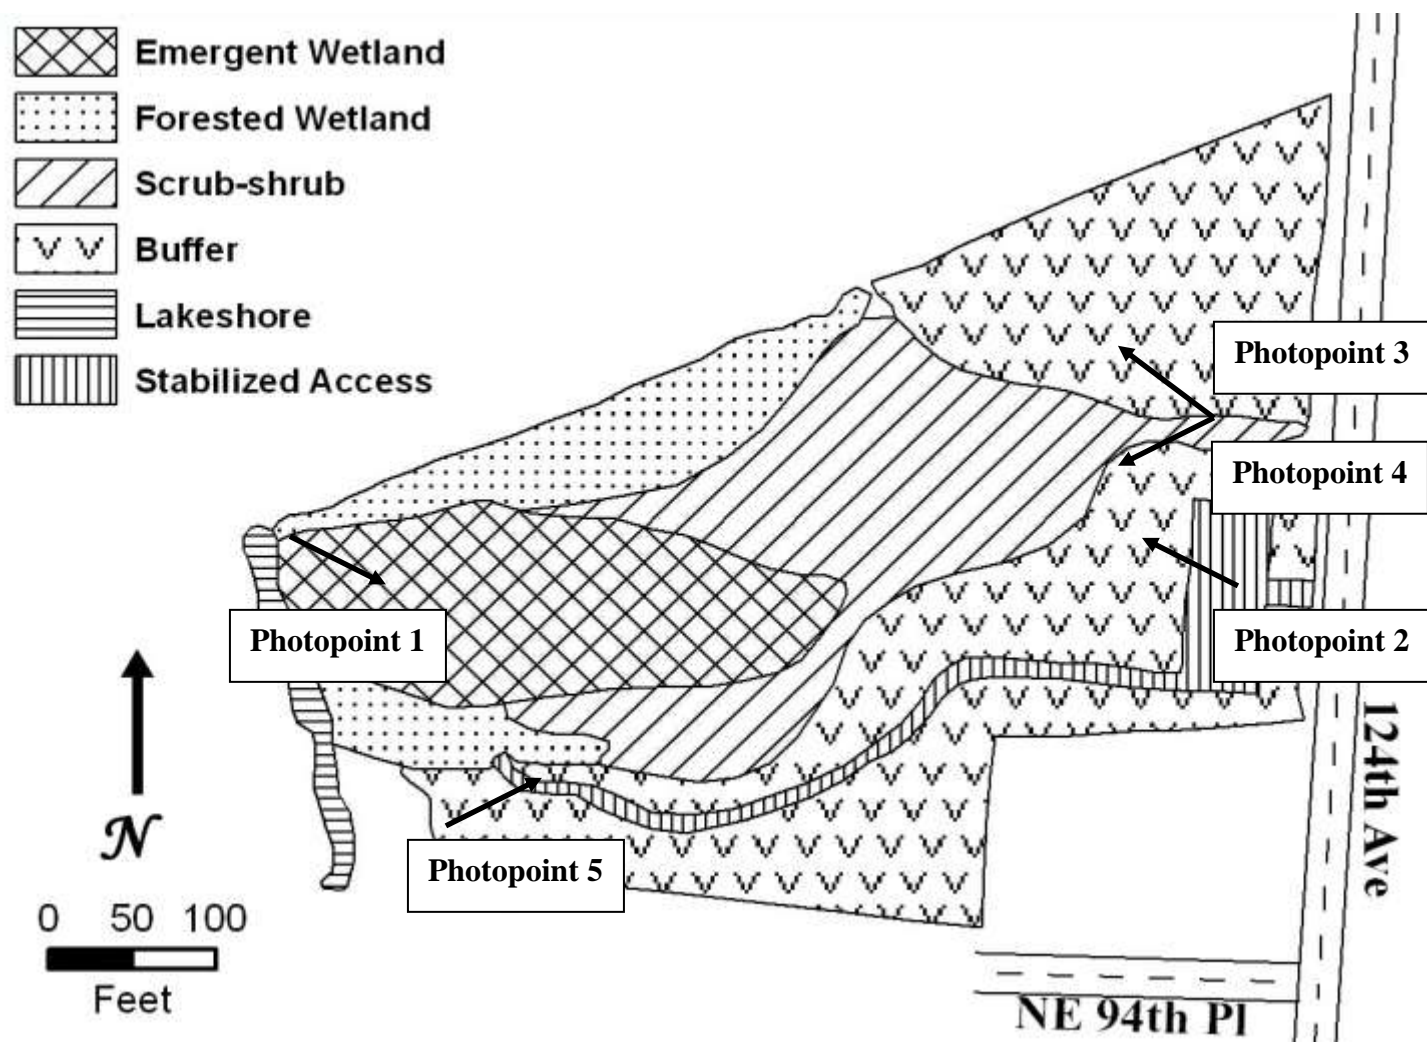 Emergent Wetland
Forested Wetland
Scrub-shrub
Buffer
Lakeshore
Stabilized Access
Photopoint 3
Photopoint 4
Photopoint 1
Photopoint 2
Photopoint 5
N
0 50 100
Feet
124th Ave
NE 94th Pl